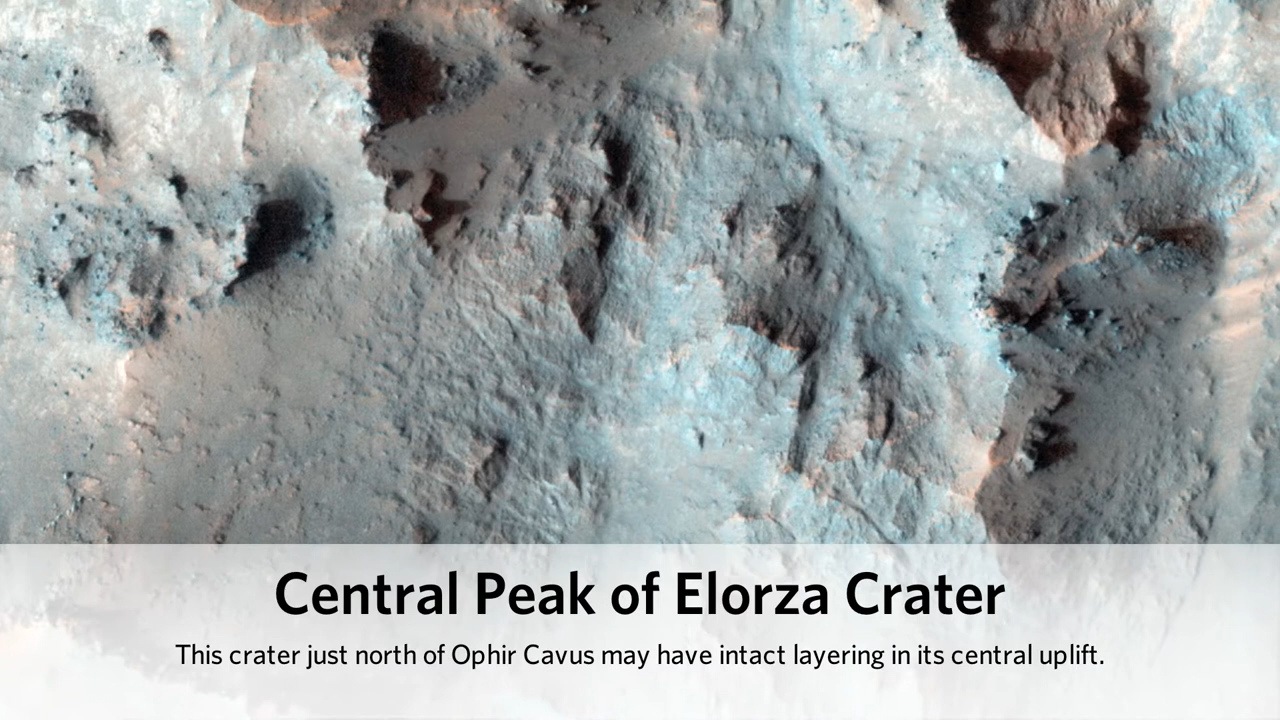 Central Peak of Elorza Crater
This crater just north of Ophir Cavus may have intact layering in its central uplift.